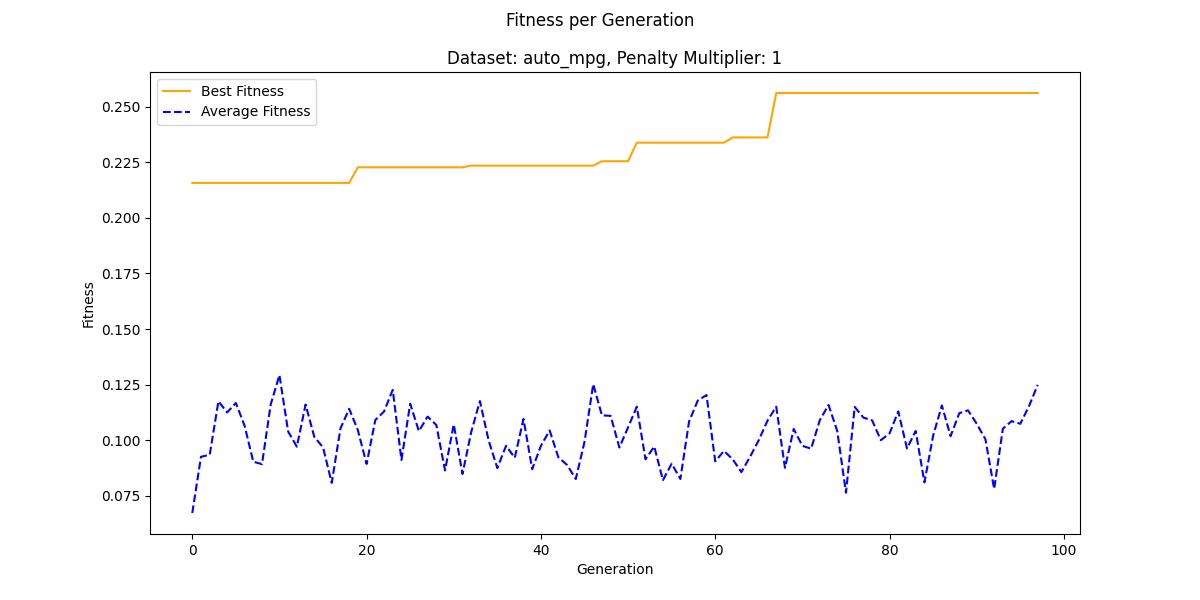 Fitness per Generation
Dataset: auto_mpg, Penalty Multiplier: 1
Best Fitness
Average Fitness
0.250
0.225
0.200
0.175
0.150
0.125
0.100
0.075
Fitness
0 20 40 60 80 100
Generation